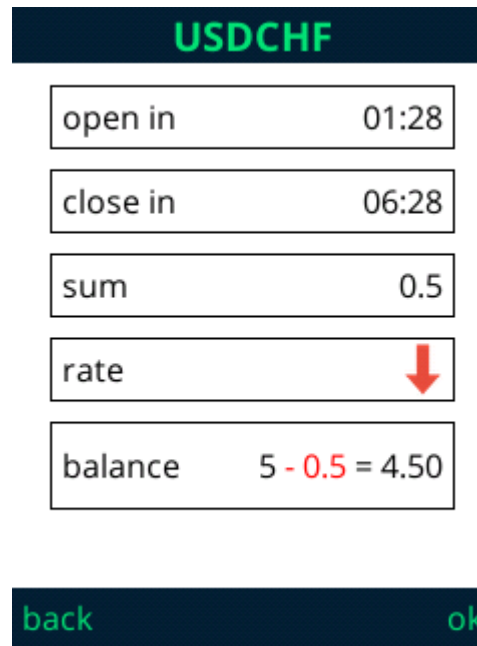 USDCHF
open in 01:28
close in 06:28
sum 0.5
rate
balance 5 - 0.5 = 4.50
back ok